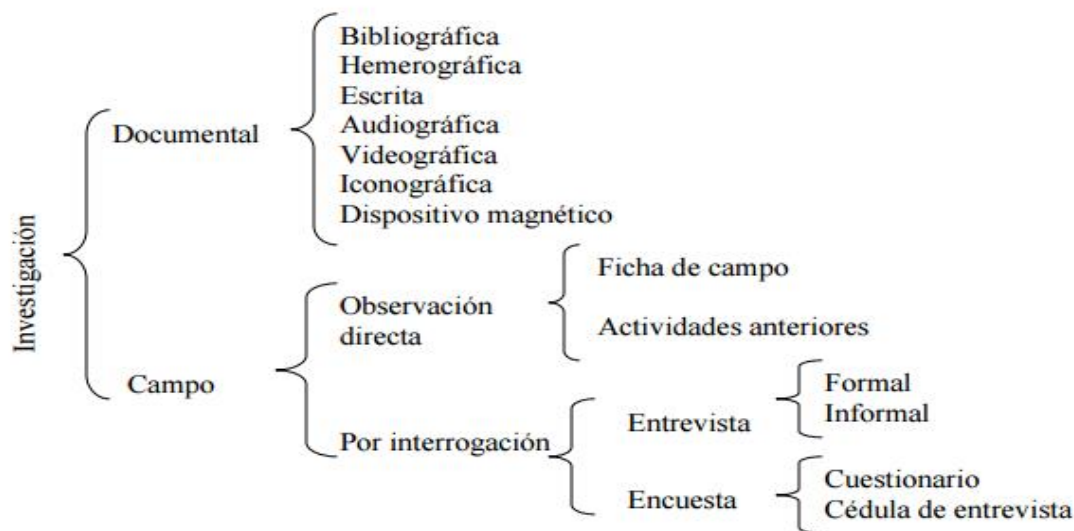 Investigación
Documental
Bibliográfica
Hemerográfica
Escrita
Audiográfica
Videográfica
Iconográfica
Dispositivo magnético
Campo
Observación
directa
Ficha de campo
Actividades anteriores
Por interrogación
Entrevista
Formal
Informal
Encuesta
Cuestionario
Cédula de entrevista